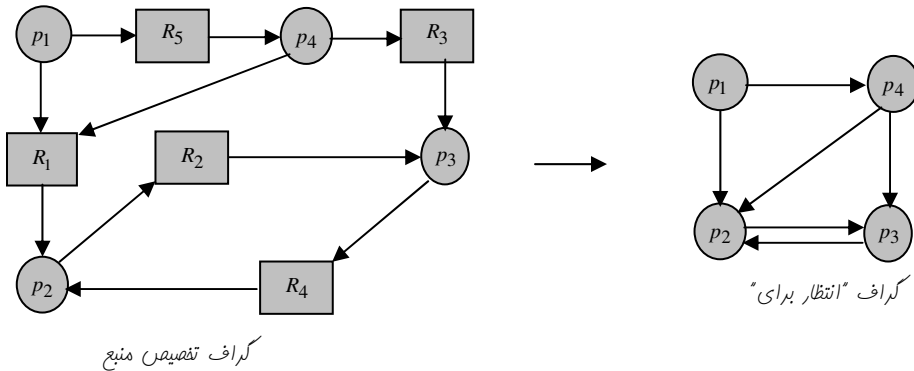 p1 R5 p4 R3
R1 R2 p3
p2 R4
گراف تخصیص منبع
p1 p4
p2 p3
گراف "انتظار برای"